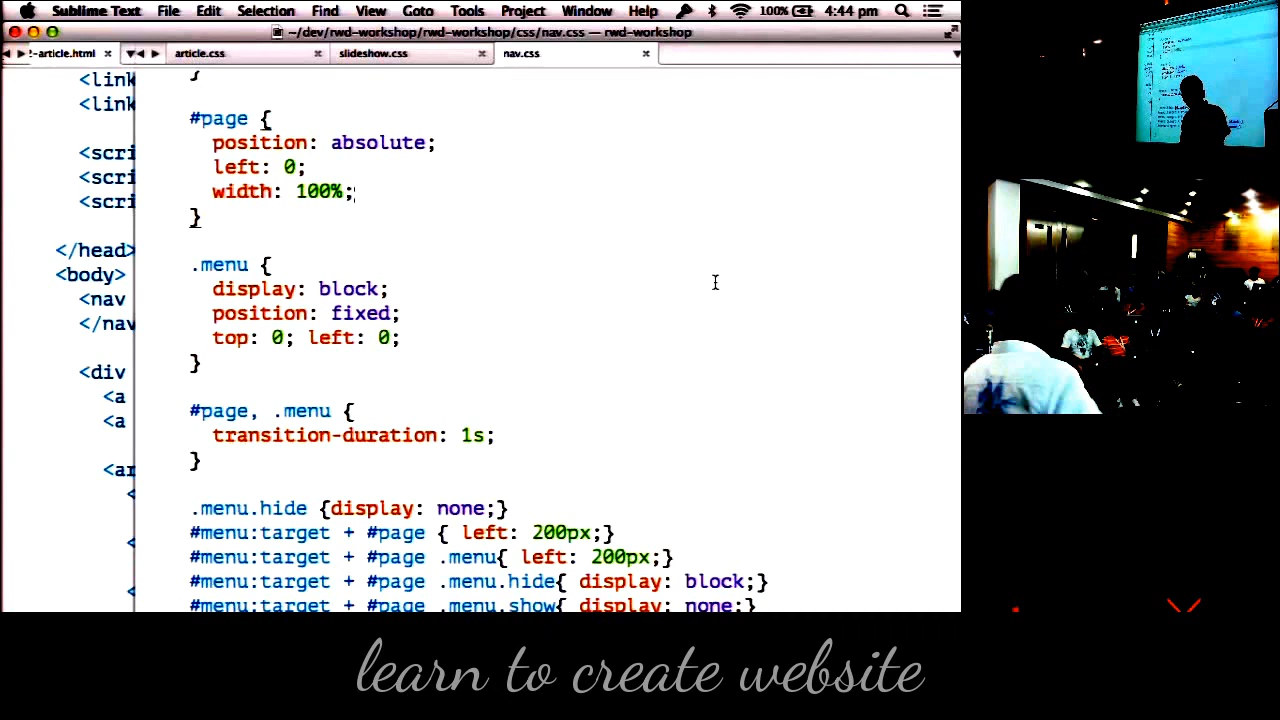 Sublime Text File Edit Selection Find View Goto Tools Project Window Help 100% 4:44 pm
~/dev/rwd-workshop/rwd-workshop/css/nav.css — rwd-workshop
!-article.html × article.css × slideshow.css × nav.css ×
<link
<link
<scri
<scri
<scri
</head>
<body>
<nav
</nav
<div
<a
<a
<ar
<
<
<
}
#page {
position: absolute;
left: 0;
width: 100%;
}
.menu {
display: block;
position: fixed;
top: 0; left: 0;
}
#page, .menu {
transition-duration: 1s;
}
.menu.hide {display: none;}
#menu:target + #page { left: 200px;}
#menu:target + #page .menu{ left: 200px;}
#menu:target + #page .menu.hide{ display: block;}
#menu:target + #page .menu.show{ display: none;}
learn to create website